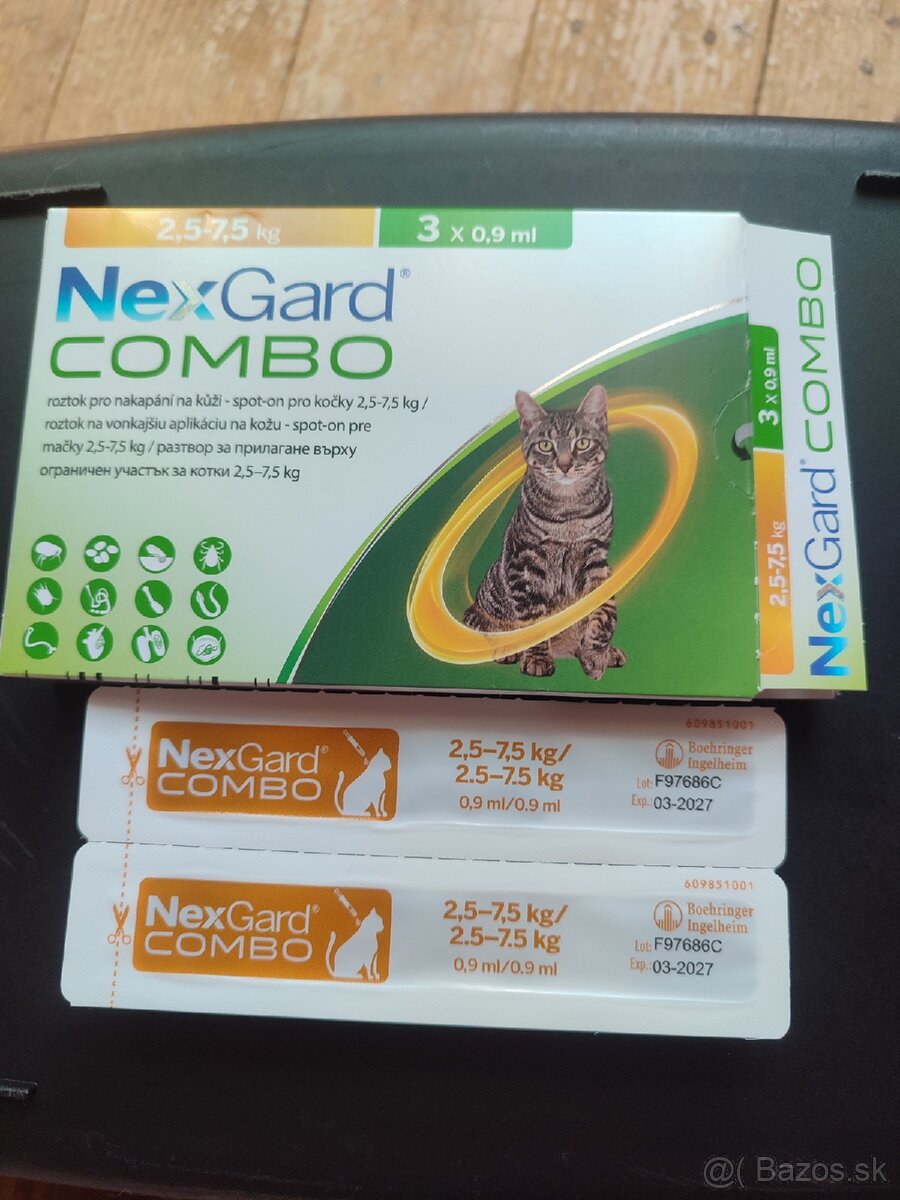 2,5-7,5 kg
3 x 0,9 ml
NexGard®
COMBO
roztok pro nakapání na kůži - spot-on pro kočky 2,5-7,5 kg /
roztok na vonkajšiu aplikáciu na kožu - spot-on pre
mačky 2,5-7,5 kg / разтвор за прилагане върху
ограничен участък за котки 2,5–7,5 kg
2,5-7,5 kg
3 x 0,9 ml
NexGard® COMBO
609851001
NexGard®
COMBO
2,5–7,5 kg/
2.5–7.5 kg
0,9 ml/0.9 ml
Boehringer
Ingelheim
Lot: F97686C
Exp.: 03-2027
609851001
NexGard®
COMBO
2,5–7,5 kg/
2.5–7.5 kg
0,9 ml/0.9 ml
Boehringer
Ingelheim
Lot: F97686C
Exp.: 03-2027
@( Bazos.sk